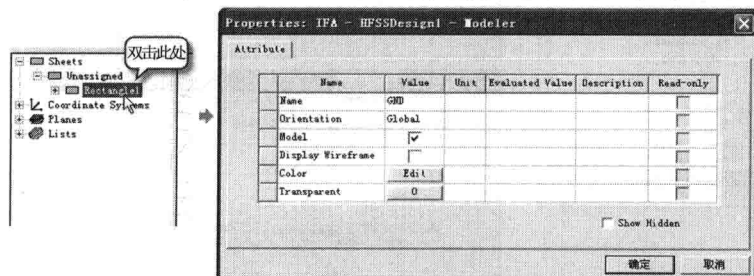 双击此处
Sheets
Unassigned
Rectangle1
Coordinate Systems
Planes
Lists
Properties: IFA - HFSSDesign1 - Modeler
Attribute
Name Value Unit Evaluated Value Description Read-only
Name GND
Orientation Global
Model
Display Wireframe
Color Edit
Transparent 0
Show Hidden
确定 取消